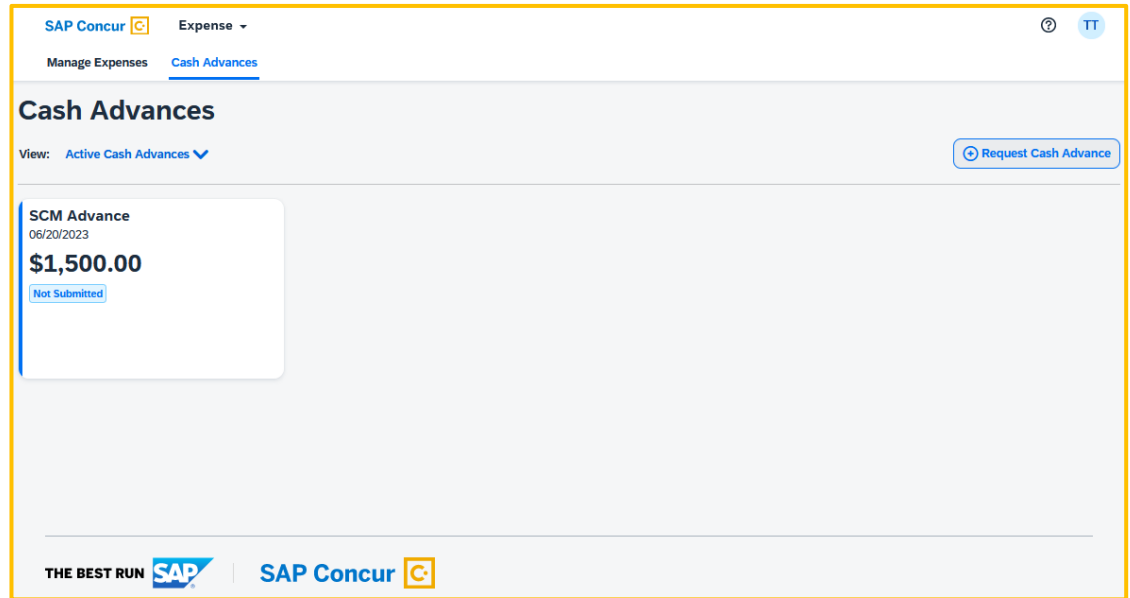 SAP Concur C Expense TT
Manage Expenses Cash Advances
Cash Advances
View: Active Cash Advances Request Cash Advance
SCM Advance
06/20/2023
$1,500.00
Not Submitted
THE BEST RUN SAP SAP Concur C